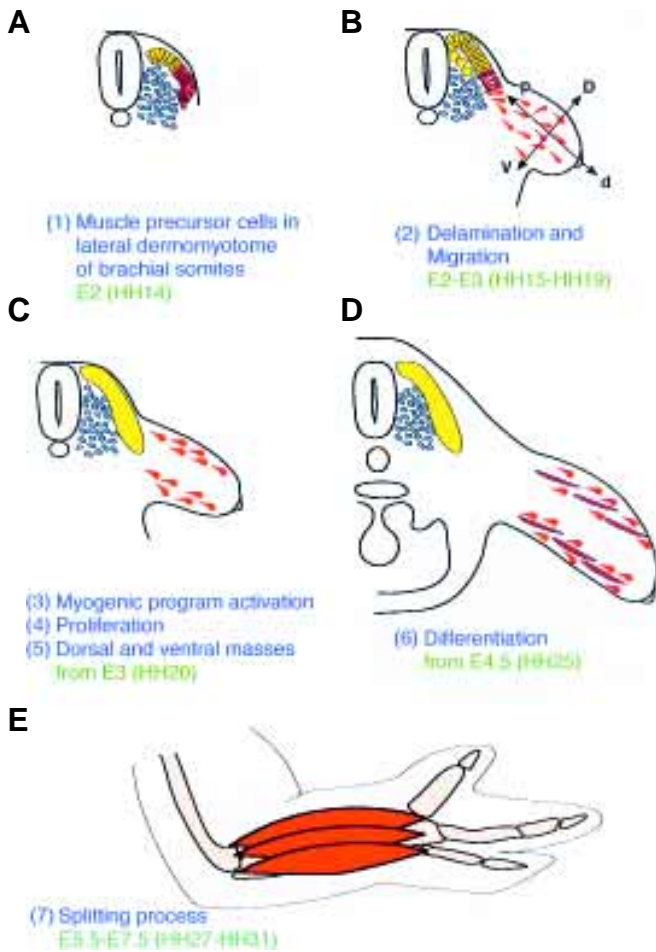 A
B
P
D
V
d
(1) Muscle precursor cells in
lateral dermomyotome
of brachial somites
E2 (HH14)
(2) Delamination and
Migration
E2-E3 (HH15-HH19)
C
D
(3) Myogenic program activation
(4) Proliferation
(5) Dorsal and ventral masses
from E3 (HH20)
(6) Differentiation
from E4.5 (HH25)
E
(7) Splitting process
E5.5-E7.5 (HH27-HH31)